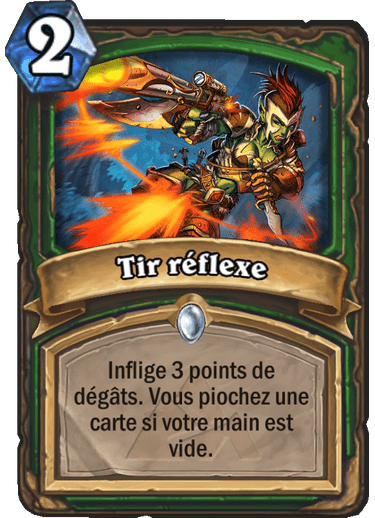 2
Tir réflexe
Inflige 3 points de
dégâts. Vous piochez une
carte si votre main est
vide.